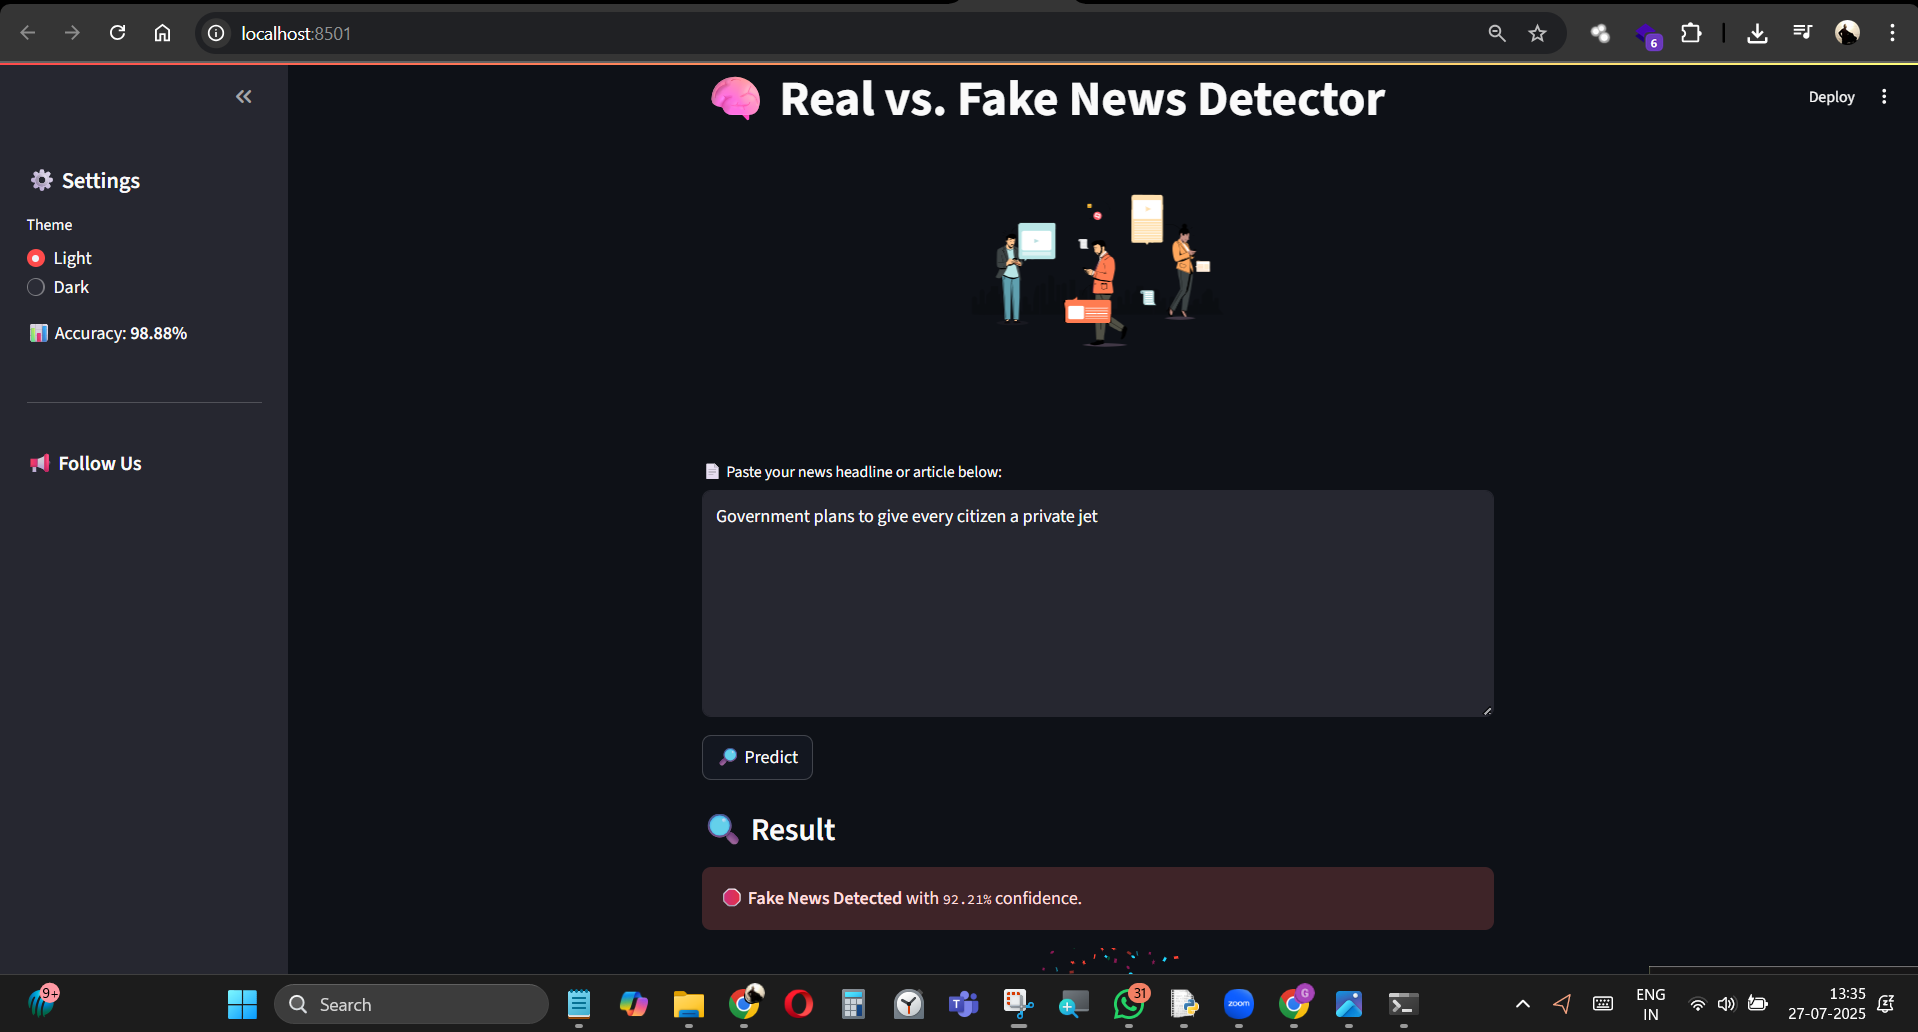 localhost:8501
6
Real vs. Fake News Detector
Deploy
Settings
Theme
Light
Dark
Accuracy: 98.88%
Follow Us
Paste your news headline or article below:
Government plans to give every citizen a private jet
Predict
Result
Fake News Detected with 92.21% confidence.
9+
Search
31
zoom
G
ENG
IN
13:35
27-07-2025